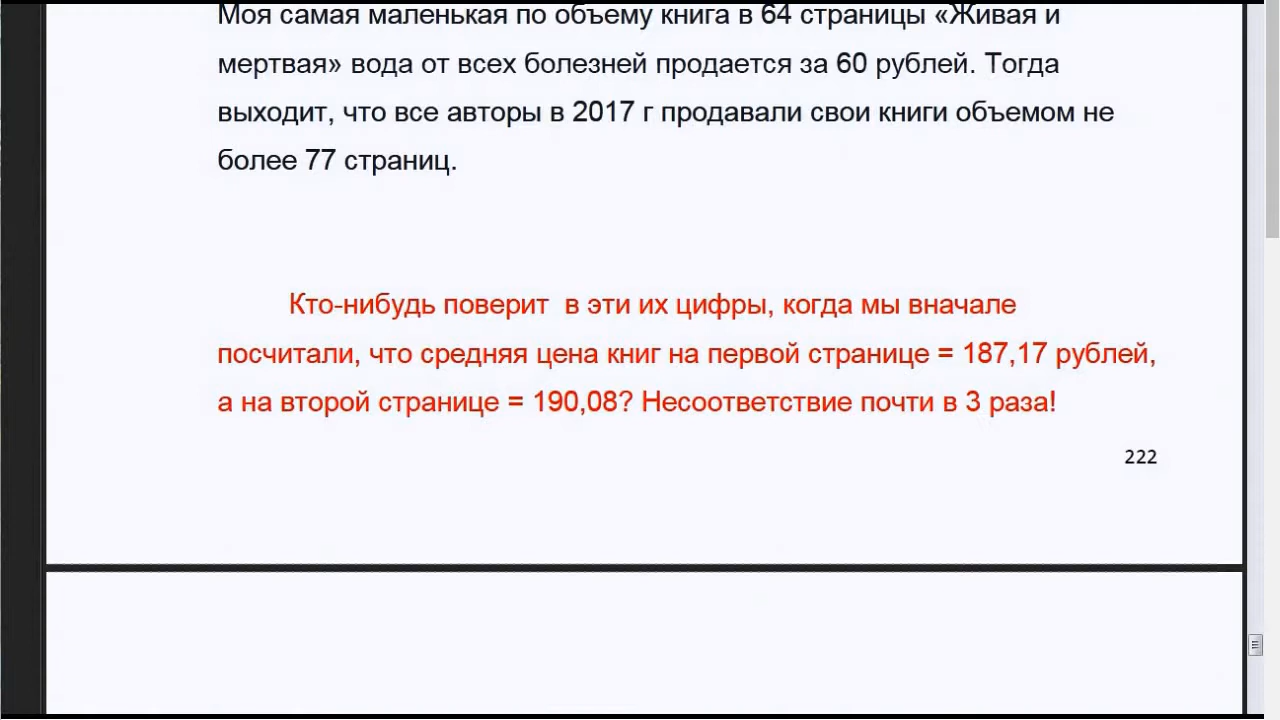 Моя самая маленькая по объему книга в 64 страницы «Живая и
мертвая» вода от всех болезней продается за 60 рублей. Тогда
выходит, что все авторы в 2017 г продавали свои книги объемом не
более 77 страниц.
Кто-нибудь поверит в эти их цифры, когда мы вначале
посчитали, что средняя цена книг на первой странице = 187,17 рублей,
а на второй странице = 190,08? Несоответствие почти в 3 раза!
222